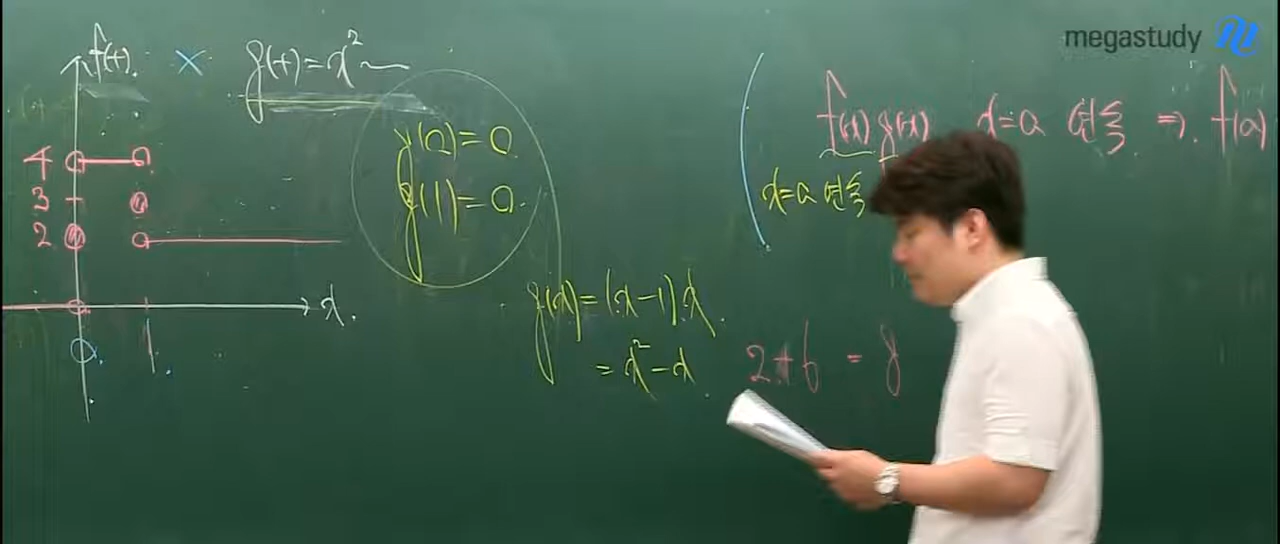 megastudy
f(t) × g(t)=x²~
4
3
2
x
0
1
g(0)=0
g(1)=0
f(x)g(x) x=a 연속 ⇒ f(a)
x=a 연속
g(x)=(x-1)x
=x²-x
2+6=8